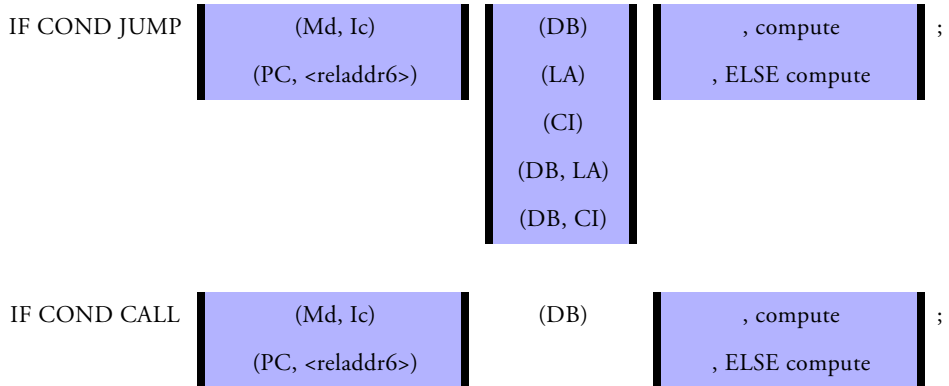 IF COND JUMP (Md, Ic) (DB) , compute ;
(PC, <reladdr6>) (LA) , ELSE compute
(CI)
(DB, LA)
(DB, CI)
IF COND CALL (Md, Ic) (DB) , compute ;
(PC, <reladdr6>) , ELSE compute